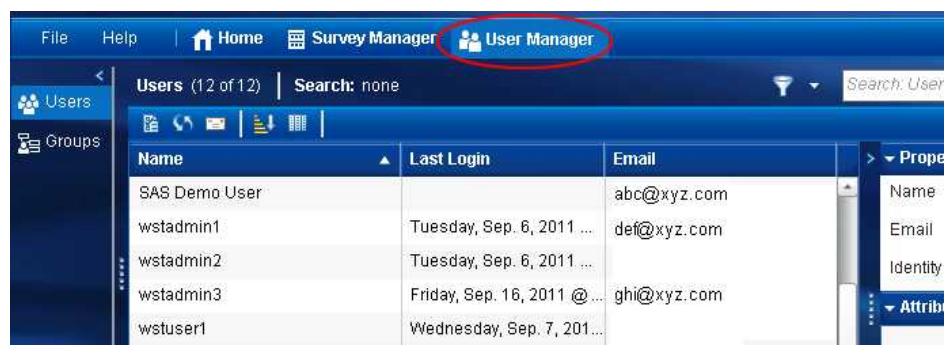 File Help Home Survey Manager User Manager
Users (12 of 12) Search: none Search: User
Users
Groups
Name Last Login Email
SAS Demo User abc@xyz.com
wstadmin1 Tuesday, Sep. 6, 2011 ... def@xyz.com
wstadmin2 Tuesday, Sep. 6, 2011 ...
wstadmin3 Friday, Sep. 16, 2011 @ ... ghi@xyz.com
wstuser1 Wednesday, Sep. 7, 201...
Prope
Name
Email
Identity
Attribu